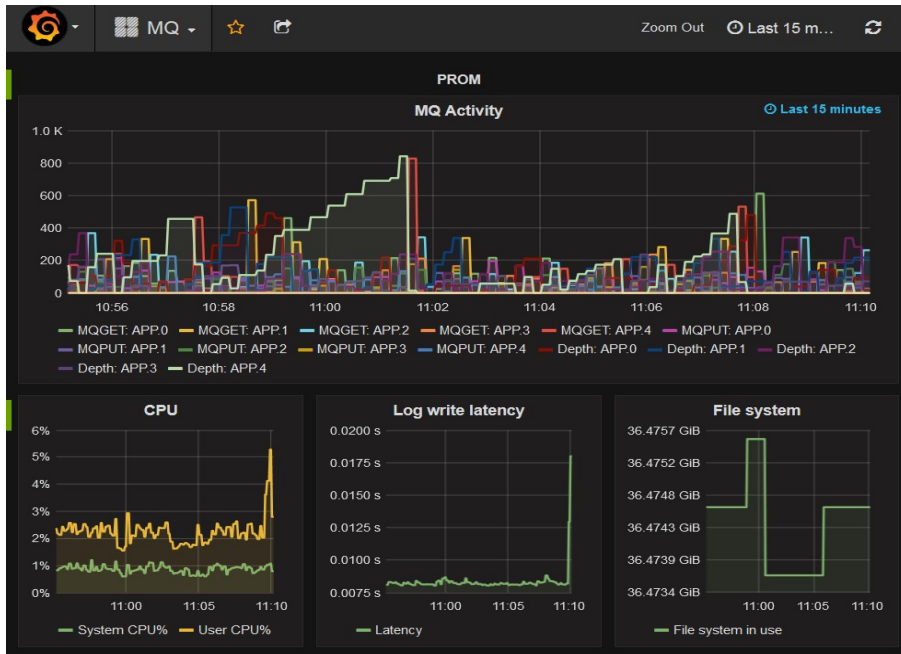 MQ Zoom Out Last 15 m...
PROM
MQ Activity Last 15 minutes
1.0 K
800
600
400
200
0
10:56 10:58 11:00 11:02 11:04 11:06 11:08 11:10
MQGET: APP.0 MQGET: APP.1 MQGET: APP.2 MQGET: APP.3 MQGET: APP.4 MQPUT: APP.0
MQPUT: APP.1 MQPUT: APP.2 MQPUT: APP.3 MQPUT: APP.4 Depth: APP.0 Depth: APP.1 Depth: APP.2
Depth: APP.3 Depth: APP.4
CPU
6%
5%
4%
3%
2%
1%
0%
11:00 11:05 11:10
System CPU% User CPU%
Log write latency
0.0200 s
0.0175 s
0.0150 s
0.0125 s
0.0100 s
0.0075 s
11:00 11:05 11:10
Latency
File system
36.4757 GiB
36.4752 GiB
36.4748 GiB
36.4743 GiB
36.4739 GiB
36.4734 GiB
11:00 11:05 11:10
File system in use